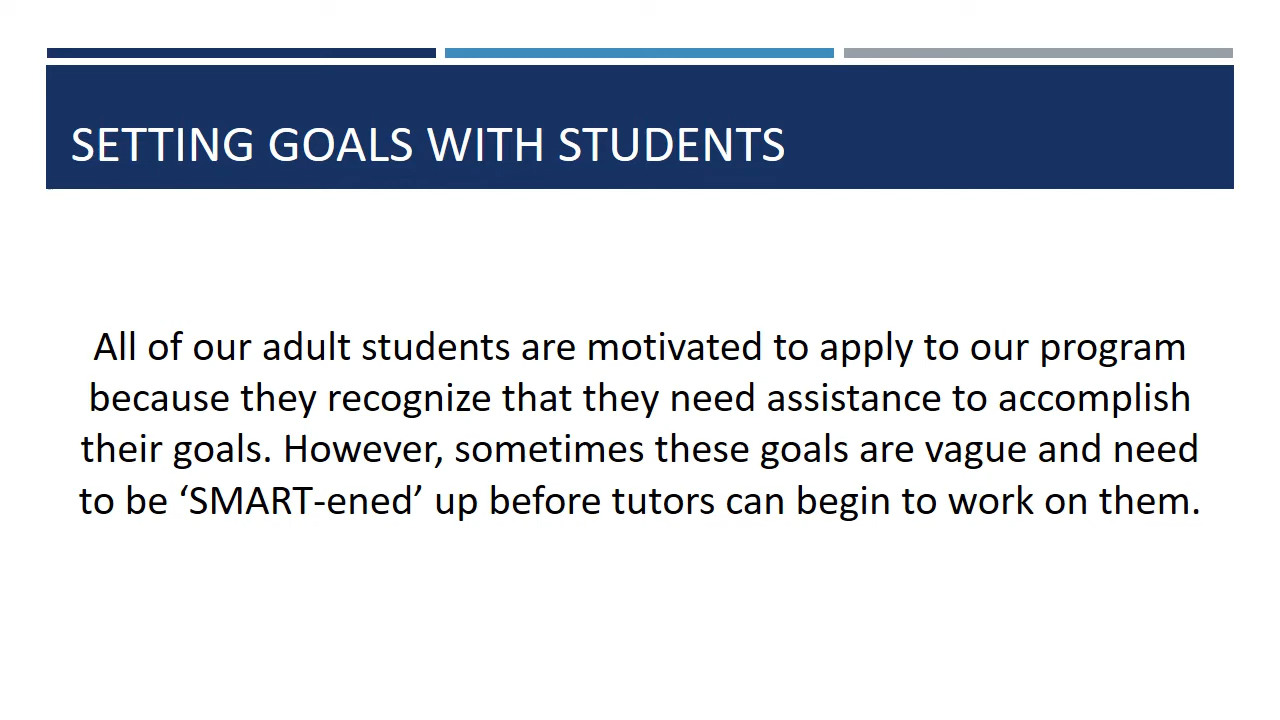 SETTING GOALS WITH STUDENTS
All of our adult students are motivated to apply to our program
because they recognize that they need assistance to accomplish
their goals. However, sometimes these goals are vague and need
to be ‘SMART-ened’ up before tutors can begin to work on them.